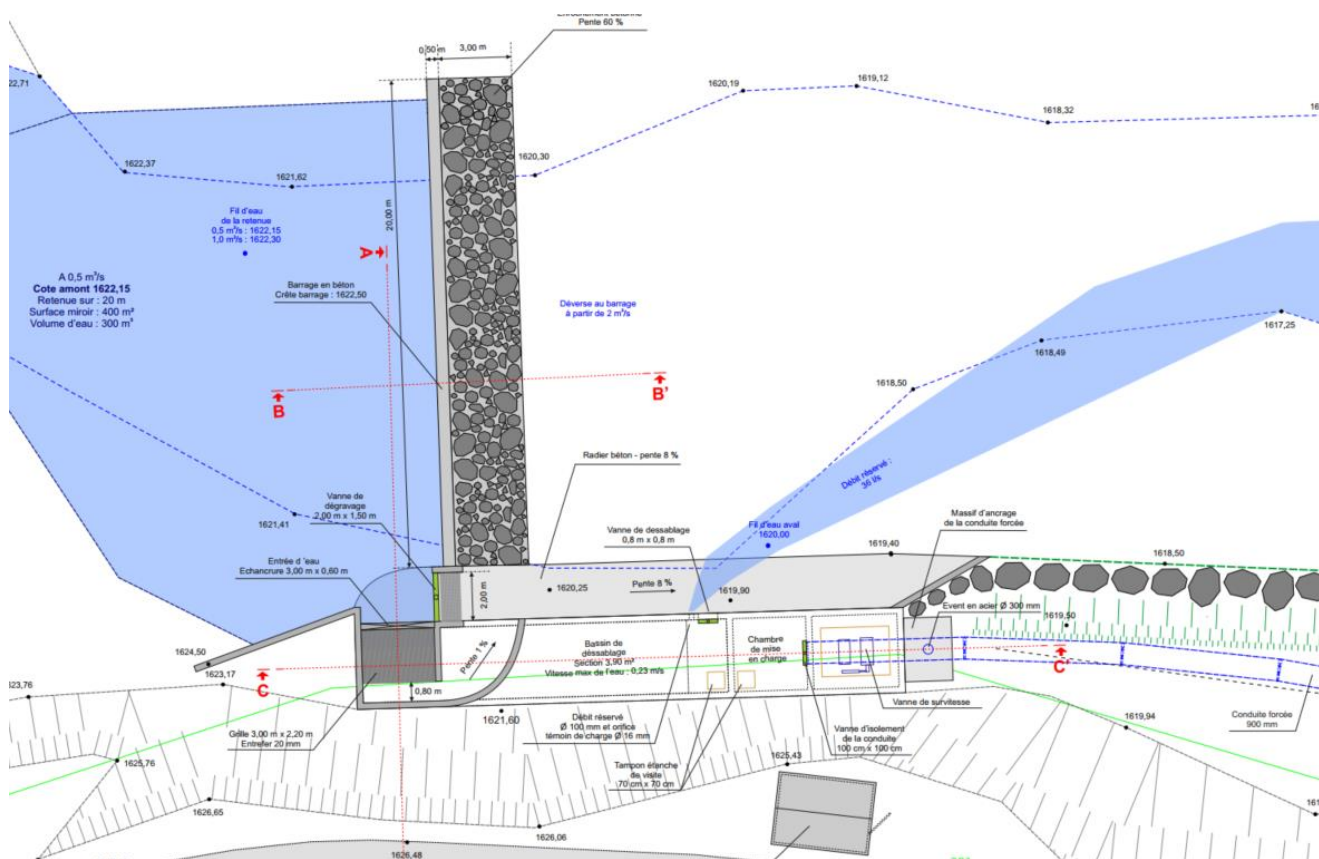 Pente 60 %
0,50 m
3,00 m
22,71
1620,19
1619,12
1618,32
1622,37
1621,62
1620,30
20,00 m
Fil d'eau
de la retenue
0,5 m³/s : 1622,15
1,0 m³/s : 1622,30
A
A 0,5 m³/s
Cote amont 1622,15
Retenue sur : 20 m
Surface miroir : 400 m²
Volume d'eau : 300 m³
Barrage en béton
Crête barrage : 1622,50
Déverse au barrage
à partir de 2 m³/s
1617,25
1618,49
B
B'
1618,50
Radier béton - pente 8 %
Débit réservé :
36 l/s
Vanne de
dégravage
2,00 m x 1,50 m
1621,41
Vanne de dessablage
0,8 m x 0,8 m
Fil d'eau aval
1620,00
Massif d'ancrage
de la conduite forcée
1619,40
1618,50
Entrée d 'eau
Echancrure 3,00 m x 0,60 m
2,00 m
1620,25
Pente 8 %
1619,90
Event en acier Ø 300 mm
1619,50
1624,50
1623,17
C
Pente 1 %
Bassin de
déssablage
Section 3,90 m²
Vitesse max de l'eau : 0,23 m/s
Chambre
de mise
en charge
C'
1623,76
0,80 m
1621,60
Vanne de survitesse
1619,94
Conduite forcée
900 mm
Grille 3,00 m x 2,20 m
Entrefer 20 mm
Débit réservé
Ø 100 mm et orifice
témoin de charge Ø 16 mm
Vanne d'isolement
de la conduite
100 cm x 100 cm
1625,76
1625,43
Tampon étanche
de visite
70 cm x 70 cm
1626,65
1626,06
1626,48